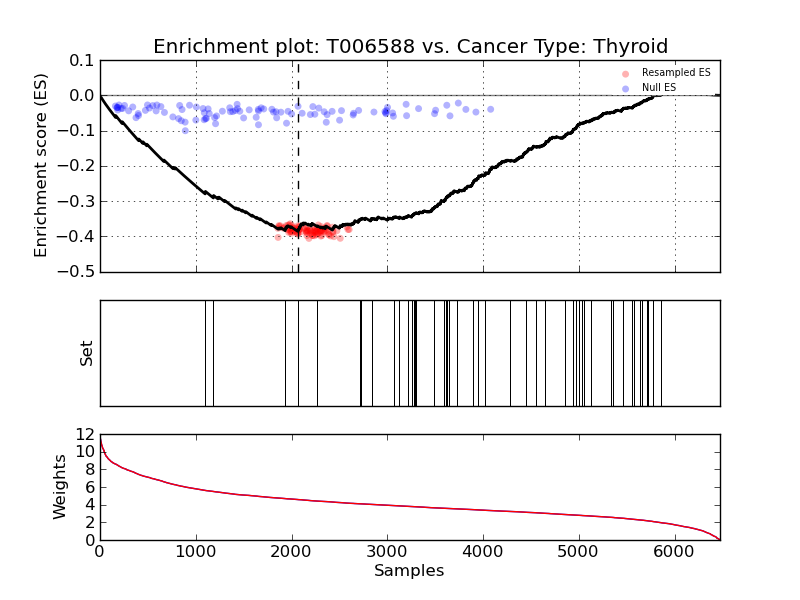 Enrichment plot: T006588 vs. Cancer Type: Thyroid
Enrichment score (ES)
0.1
0.0
−0.1
−0.2
−0.3
−0.4
−0.5
Resampled ES
Null ES
Set
Weights
12
10
8
6
4
2
0
0 1000 2000 3000 4000 5000 6000
Samples